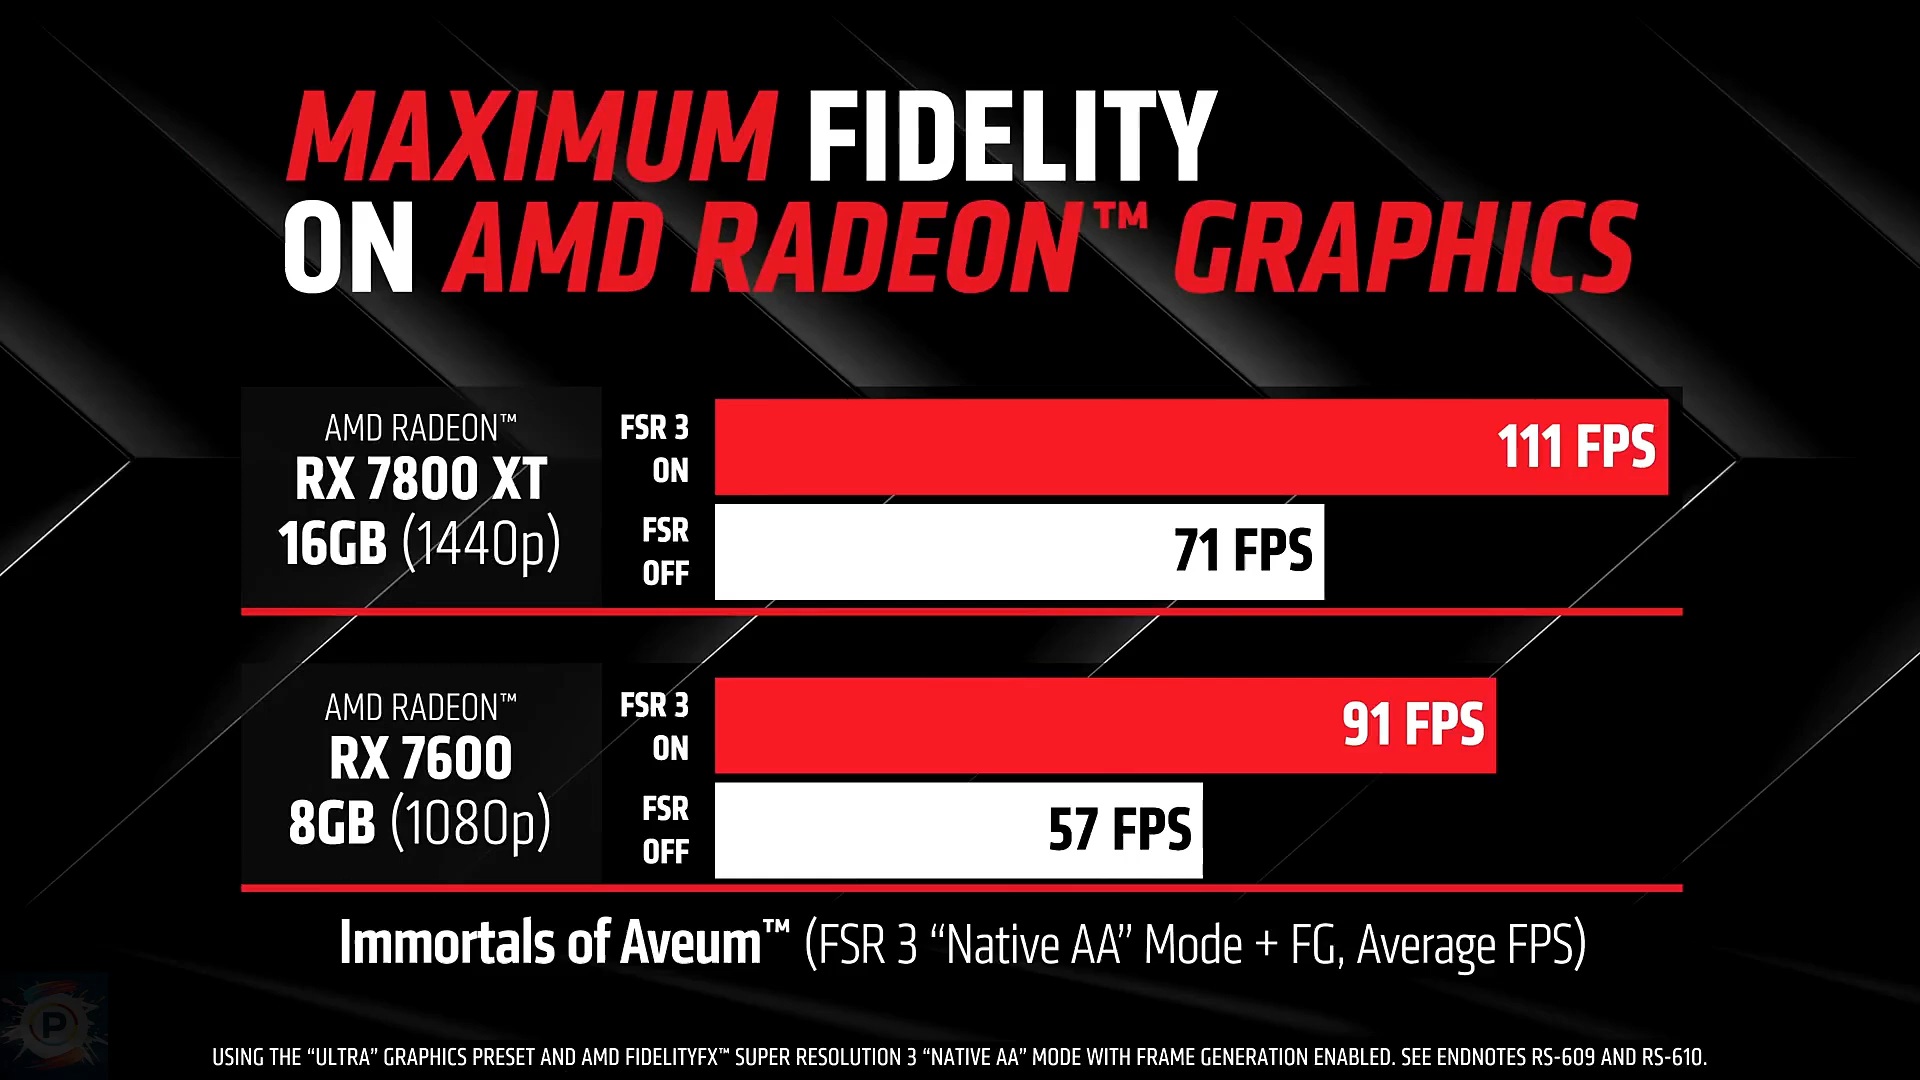 MAXIMUM FIDELITY
ON AMD RADEON™ GRAPHICS
AMD RADEON™
RX 7800 XT
16GB (1440p)
FSR 3
ON
111 FPS
FSR
OFF
71 FPS
AMD RADEON™
RX 7600
8GB (1080p)
FSR 3
ON
91 FPS
FSR
OFF
57 FPS
Immortals of Aveum™ (FSR 3 “Native AA” Mode + FG, Average FPS)
P
USING THE “ULTRA” GRAPHICS PRESET AND AMD FIDELITYFX™ SUPER RESOLUTION 3 “NATIVE AA” MODE WITH FRAME GENERATION ENABLED. SEE ENDNOTES RS-609 AND RS-610.